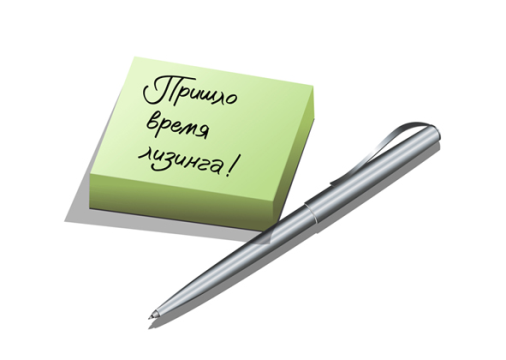 Пришло
время
лизинга!